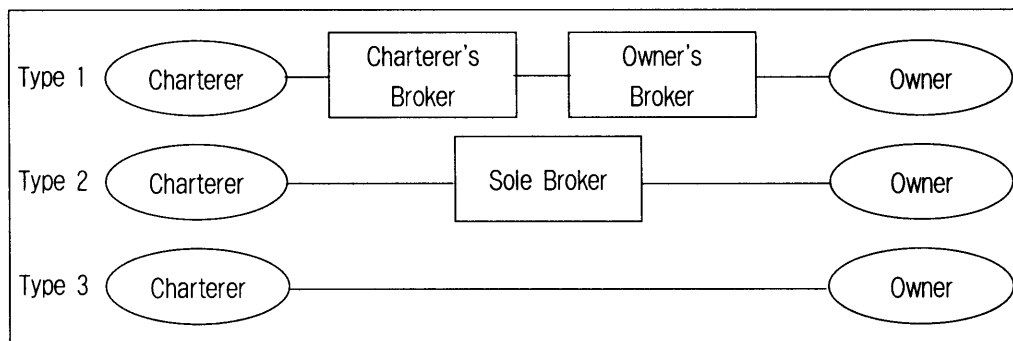 Type 1 Charterer Charterer's Broker Owner's Broker Owner
Type 2 Charterer Sole Broker Owner
Type 3 Charterer Owner